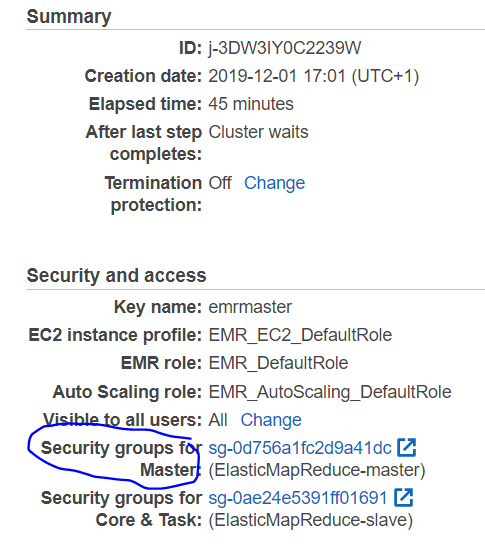 Summary
ID: j-3DW3IY0C2239W
Creation date: 2019-12-01 17:01 (UTC+1)
Elapsed time: 45 minutes
After last step Cluster waits
completes:
Termination Off Change
protection:
Security and access
Key name: emrmaster
EC2 instance profile: EMR_EC2_DefaultRole
EMR role: EMR_DefaultRole
Auto Scaling role: EMR_AutoScaling_DefaultRole
Visible to all users: All Change
Security groups for sg-0d756a1fc2d9a41dc
Master: (ElasticMapReduce-master)
Security groups for sg-0ae24e5391ff01691
Core & Task: (ElasticMapReduce-slave)